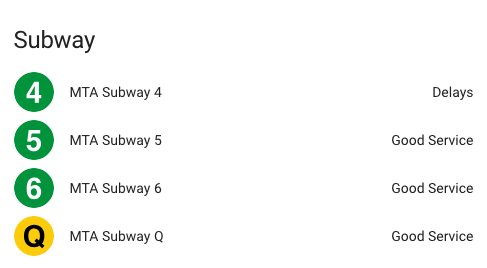 Subway
4 MTA Subway 4 Delays
5 MTA Subway 5 Good Service
6 MTA Subway 6 Good Service
Q MTA Subway Q Good Service